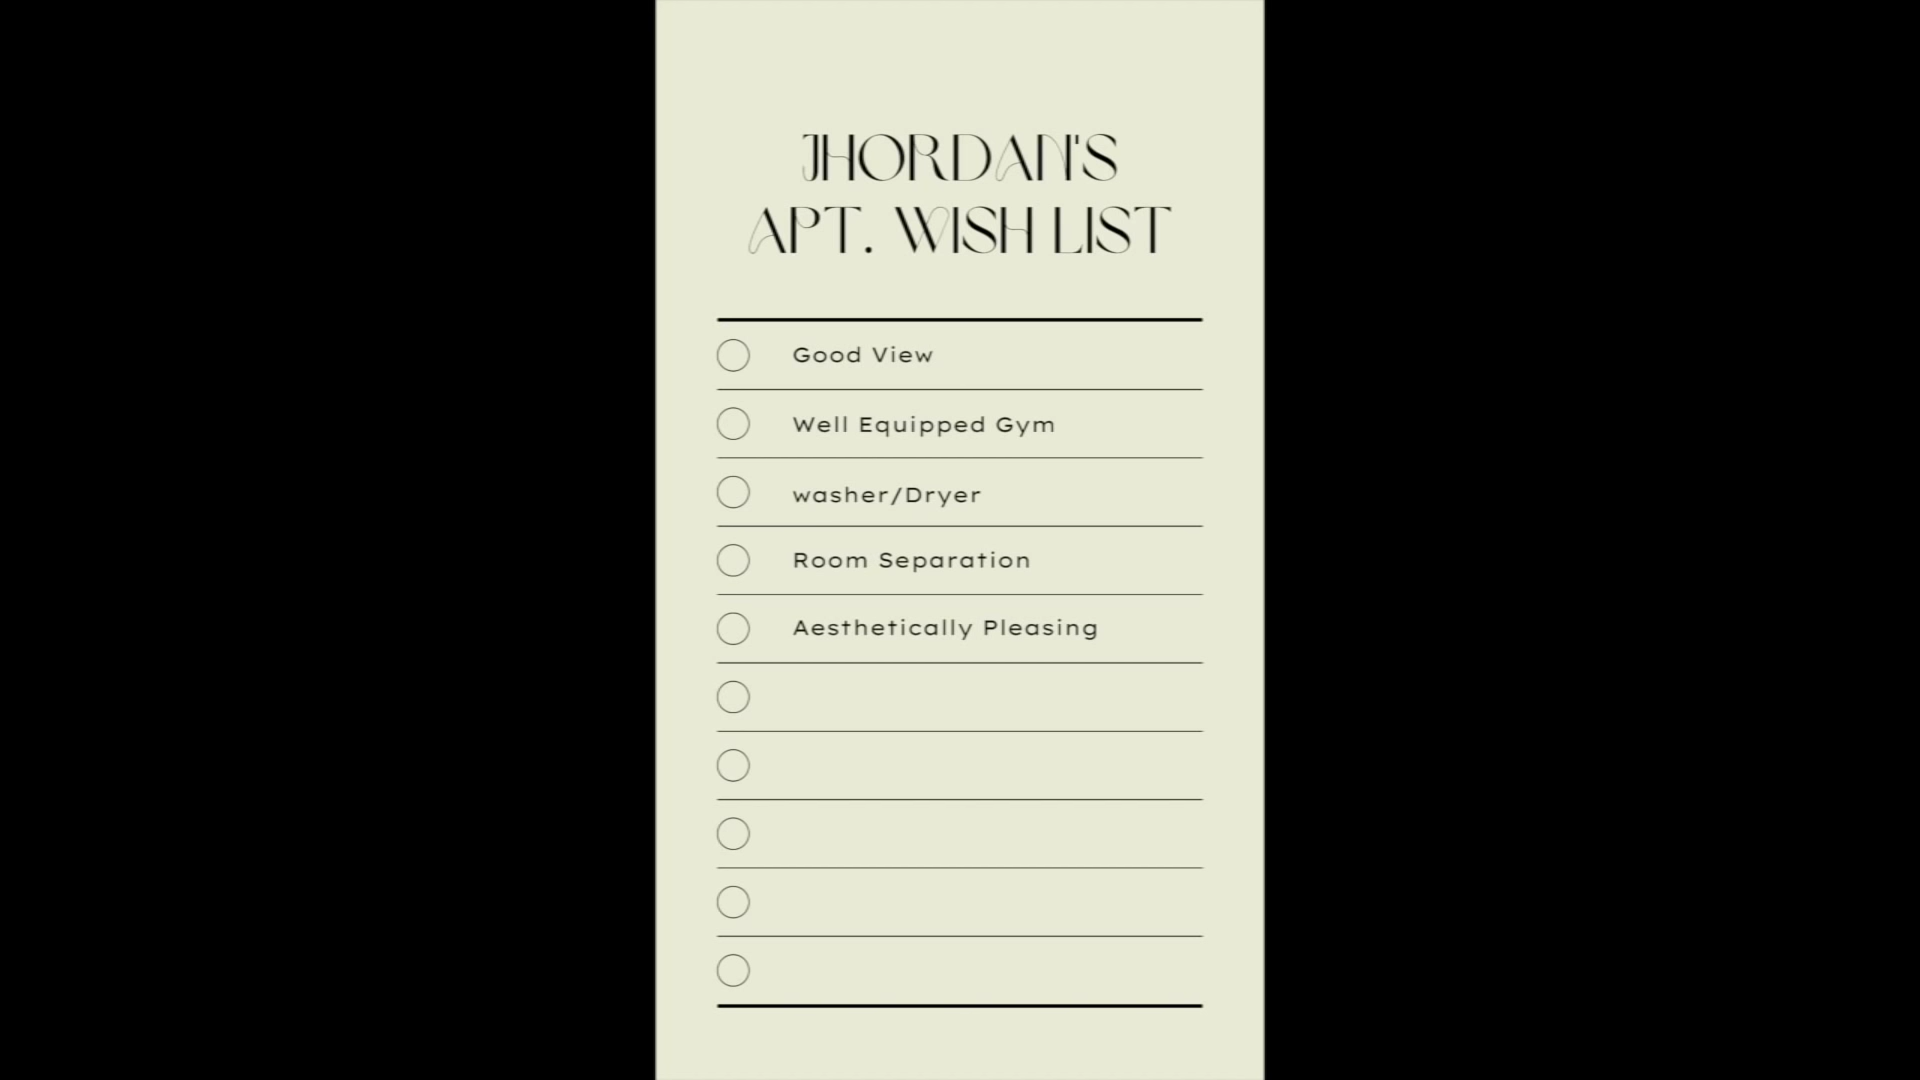 JHORDAN'S
APT. WISH LIST
Good View
Well Equipped Gym
washer/Dryer
Room Separation
Aesthetically Pleasing